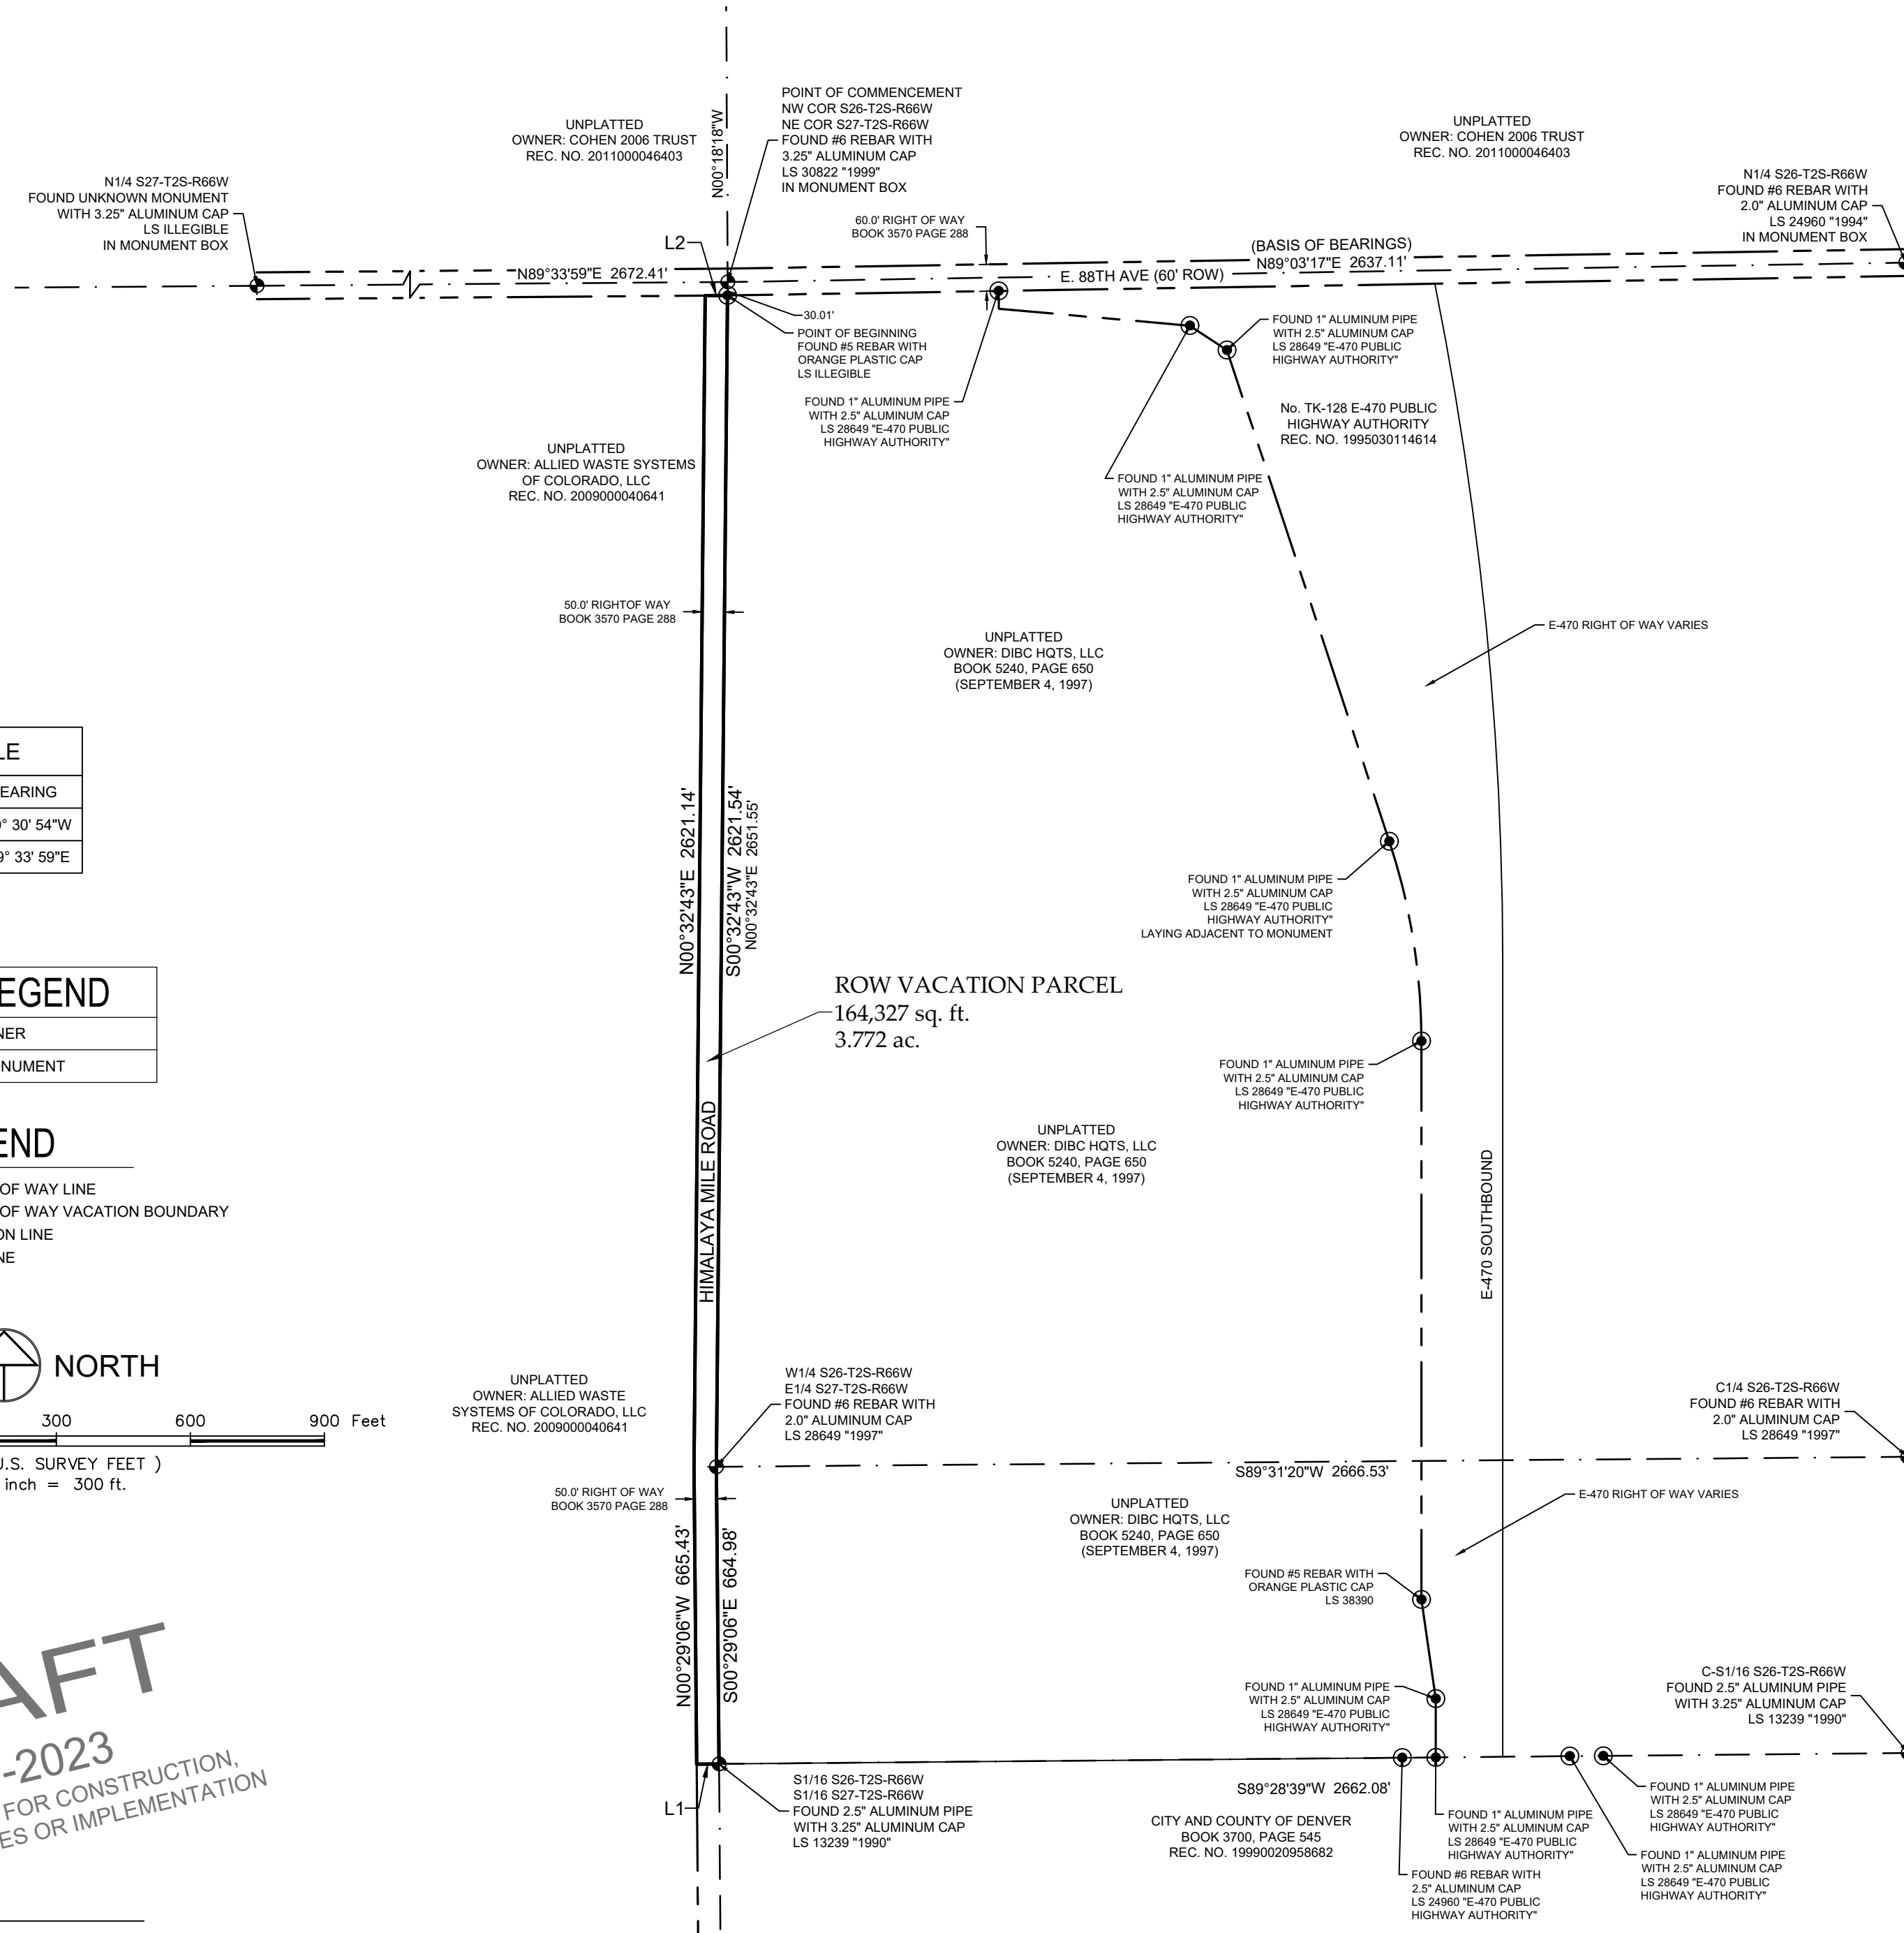 N00°18'18"W
UNPLATTED
OWNER: COHEN 2006 TRUST
REC. NO. 2011000046403
POINT OF COMMENCEMENT
NW COR S26-T2S-R66W
NE COR S27-T2S-R66W
FOUND #6 REBAR WITH
3.25" ALUMINUM CAP
LS 30822 "1999"
IN MONUMENT BOX
UNPLATTED
OWNER: COHEN 2006 TRUST
REC. NO. 2011000046403
N1/4 S27-T2S-R66W
FOUND UNKNOWN MONUMENT
WITH 3.25" ALUMINUM CAP
LS ILLEGIBLE
IN MONUMENT BOX
N1/4 S26-T2S-R66W
FOUND #6 REBAR WITH
2.0" ALUMINUM CAP
LS 24960 "1994"
IN MONUMENT BOX
60.0' RIGHT OF WAY
BOOK 3570 PAGE 288
L2
(BASIS OF BEARINGS)
N89°03'17"E 2637.11'
N89°33'59"E 2672.41'
E. 88TH AVE (60' ROW)
30.01'
POINT OF BEGINNING
FOUND #5 REBAR WITH
ORANGE PLASTIC CAP
LS ILLEGIBLE
FOUND 1" ALUMINUM PIPE
WITH 2.5" ALUMINUM CAP
LS 28649 "E-470 PUBLIC
HIGHWAY AUTHORITY"
FOUND 1" ALUMINUM PIPE
WITH 2.5" ALUMINUM CAP
LS 28649 "E-470 PUBLIC
HIGHWAY AUTHORITY"
No. TK-128 E-470 PUBLIC
HIGHWAY AUTHORITY
REC. NO. 1995030114614
UNPLATTED
OWNER: ALLIED WASTE SYSTEMS
OF COLORADO, LLC
REC. NO. 2009000040641
FOUND 1" ALUMINUM PIPE
WITH 2.5" ALUMINUM CAP
LS 28649 "E-470 PUBLIC
HIGHWAY AUTHORITY"
50.0' RIGHTOF WAY
BOOK 3570 PAGE 288
UNPLATTED
OWNER: DIBC HQTS, LLC
BOOK 5240, PAGE 650
(SEPTEMBER 4, 1997)
E-470 RIGHT OF WAY VARIES
LE
EARING
° 30' 54"W
9° 33' 59"E
N00°32'43"E 2621.14'
S00°32'43"W 2621.54'
N00°32'43"E 2651.55'
FOUND 1" ALUMINUM PIPE
WITH 2.5" ALUMINUM CAP
LS 28649 "E-470 PUBLIC
HIGHWAY AUTHORITY"
LAYING ADJACENT TO MONUMENT
EGEND
NER
ONUMENT
ROW VACATION PARCEL
164,327 sq. ft.
3.772 ac.
FOUND 1" ALUMINUM PIPE
WITH 2.5" ALUMINUM CAP
LS 28649 "E-470 PUBLIC
HIGHWAY AUTHORITY"
HIMALAYA MILE ROAD
UNPLATTED
OWNER: DIBC HQTS, LLC
BOOK 5240, PAGE 650
(SEPTEMBER 4, 1997)
E-470 SOUTHBOUND
END
OF WAY LINE
OF WAY VACATION BOUNDARY
ON LINE
NE
NORTH
300 600 900 Feet
U.S. SURVEY FEET )
inch = 300 ft.
UNPLATTED
OWNER: ALLIED WASTE
SYSTEMS OF COLORADO, LLC
REC. NO. 2009000040641
W1/4 S26-T2S-R66W
E1/4 S27-T2S-R66W
FOUND #6 REBAR WITH
2.0" ALUMINUM CAP
LS 28649 "1997"
C1/4 S26-T2S-R66W
FOUND #6 REBAR WITH
2.0" ALUMINUM CAP
LS 28649 "1997"
S89°31'20"W 2666.53'
50.0' RIGHT OF WAY
BOOK 3570 PAGE 288
UNPLATTED
OWNER: DIBC HQTS, LLC
BOOK 5240, PAGE 650
(SEPTEMBER 4, 1997)
E-470 RIGHT OF WAY VARIES
N00°29'06"W 665.43'
S00°29'06"E 664.98'
FOUND #5 REBAR WITH
ORANGE PLASTIC CAP
LS 38390
FOUND 1" ALUMINUM PIPE
WITH 2.5" ALUMINUM CAP
LS 28649 "E-470 PUBLIC
HIGHWAY AUTHORITY"
C-S1/16 S26-T2S-R66W
FOUND 2.5" ALUMINUM PIPE
WITH 3.25" ALUMINUM CAP
LS 13239 "1990"
AFT
-2023
FOR CONSTRUCTION,
ES OR IMPLEMENTATION
L1
S1/16 S26-T2S-R66W
S1/16 S27-T2S-R66W
FOUND 2.5" ALUMINUM PIPE
WITH 3.25" ALUMINUM CAP
LS 13239 "1990"
S89°28'39"W 2662.08'
CITY AND COUNTY OF DENVER
BOOK 3700, PAGE 545
REC. NO. 19990020958682
FOUND 1" ALUMINUM PIPE
WITH 2.5" ALUMINUM CAP
LS 28649 "E-470 PUBLIC
HIGHWAY AUTHORITY"
FOUND #6 REBAR WITH
2.5" ALUMINUM CAP
LS 24960 "E-470 PUBLIC
HIGHWAY AUTHORITY"
FOUND 1" ALUMINUM PIPE
WITH 2.5" ALUMINUM CAP
LS 28649 "E-470 PUBLIC
HIGHWAY AUTHORITY"
FOUND 1" ALUMINUM PIPE
WITH 2.5" ALUMINUM CAP
LS 28649 "E-470 PUBLIC
HIGHWAY AUTHORITY"